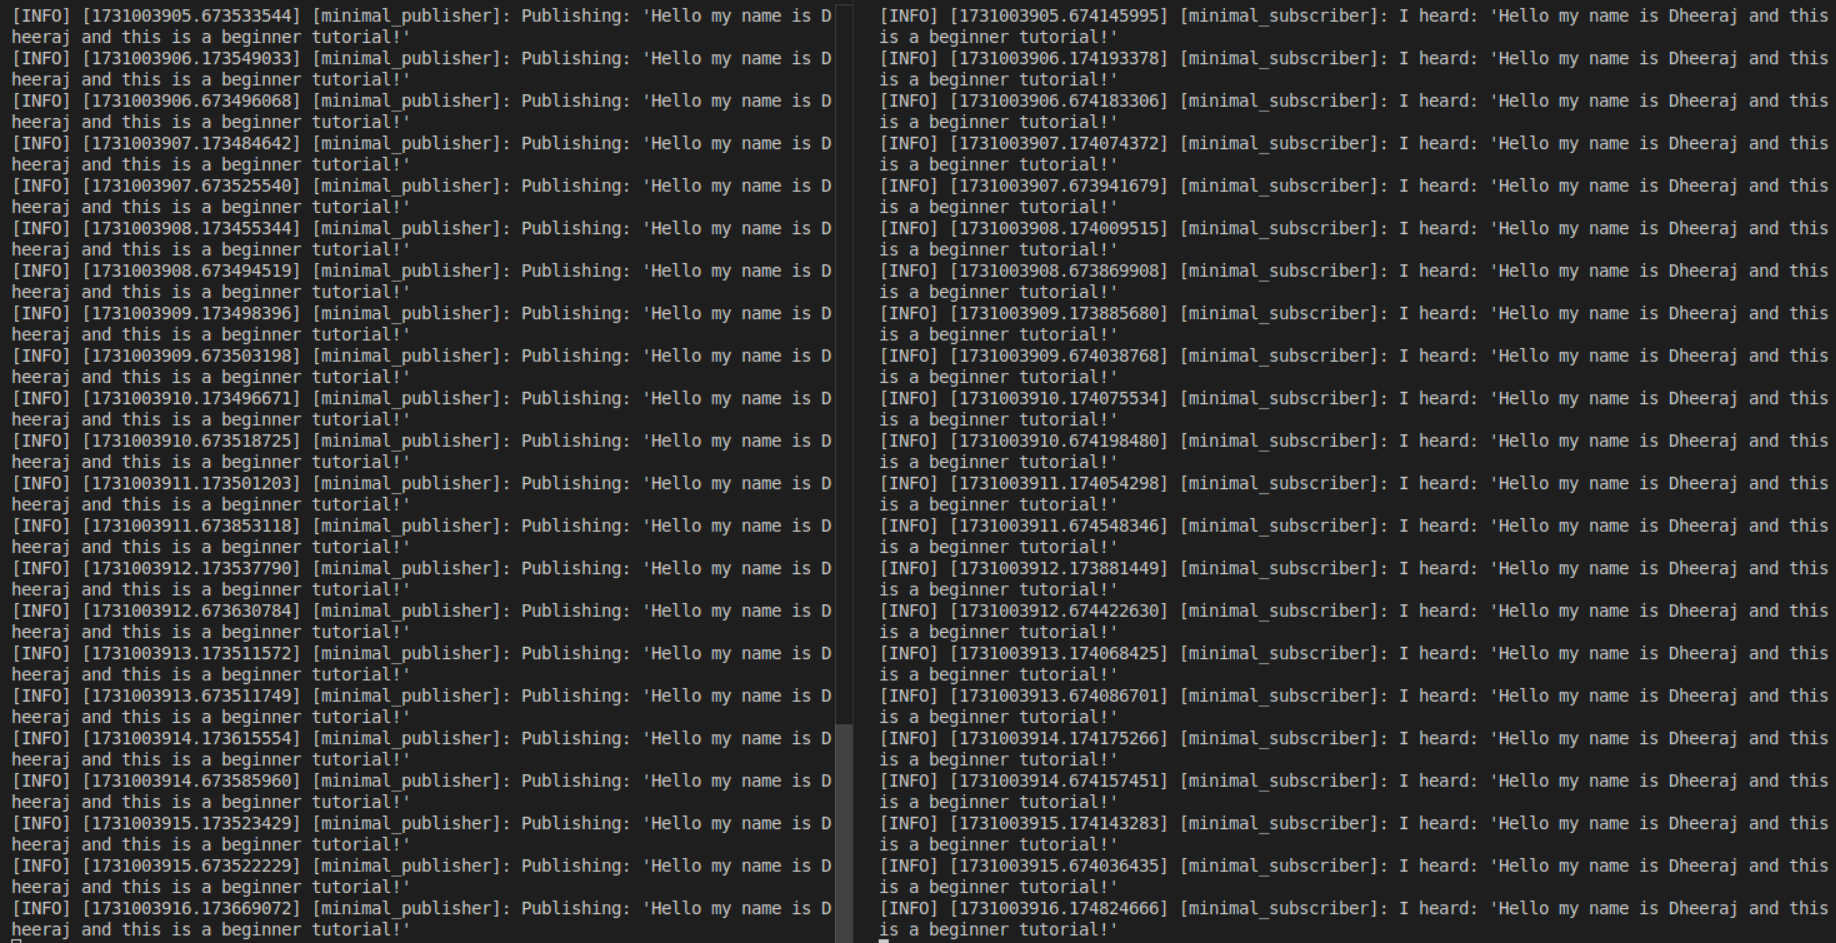 [INFO] [1731003905.673533544] [minimal_publisher]: Publishing: 'Hello my name is D
heeraj and this is a beginner tutorial!'
[INFO] [1731003906.173549033] [minimal_publisher]: Publishing: 'Hello my name is D
heeraj and this is a beginner tutorial!'
[INFO] [1731003906.673496068] [minimal_publisher]: Publishing: 'Hello my name is D
heeraj and this is a beginner tutorial!'
[INFO] [1731003907.173484642] [minimal_publisher]: Publishing: 'Hello my name is D
heeraj and this is a beginner tutorial!'
[INFO] [1731003907.673525540] [minimal_publisher]: Publishing: 'Hello my name is D
heeraj and this is a beginner tutorial!'
[INFO] [1731003908.173455344] [minimal_publisher]: Publishing: 'Hello my name is D
heeraj and this is a beginner tutorial!'
[INFO] [1731003908.673494519] [minimal_publisher]: Publishing: 'Hello my name is D
heeraj and this is a beginner tutorial!'
[INFO] [1731003909.173498396] [minimal_publisher]: Publishing: 'Hello my name is D
heeraj and this is a beginner tutorial!'
[INFO] [1731003909.673503198] [minimal_publisher]: Publishing: 'Hello my name is D
heeraj and this is a beginner tutorial!'
[INFO] [1731003910.173496671] [minimal_publisher]: Publishing: 'Hello my name is D
heeraj and this is a beginner tutorial!'
[INFO] [1731003910.673518725] [minimal_publisher]: Publishing: 'Hello my name is D
heeraj and this is a beginner tutorial!'
[INFO] [1731003911.173501203] [minimal_publisher]: Publishing: 'Hello my name is D
heeraj and this is a beginner tutorial!'
[INFO] [1731003911.673853118] [minimal_publisher]: Publishing: 'Hello my name is D
heeraj and this is a beginner tutorial!'
[INFO] [1731003912.173537790] [minimal_publisher]: Publishing: 'Hello my name is D
heeraj and this is a beginner tutorial!'
[INFO] [1731003912.673630784] [minimal_publisher]: Publishing: 'Hello my name is D
heeraj and this is a beginner tutorial!'
[INFO] [1731003913.173511572] [minimal_publisher]: Publishing: 'Hello my name is D
heeraj and this is a beginner tutorial!'
[INFO] [1731003913.673511749] [minimal_publisher]: Publishing: 'Hello my name is D
heeraj and this is a beginner tutorial!'
[INFO] [1731003914.173615554] [minimal_publisher]: Publishing: 'Hello my name is D
heeraj and this is a beginner tutorial!'
[INFO] [1731003914.673585960] [minimal_publisher]: Publishing: 'Hello my name is D
heeraj and this is a beginner tutorial!'
[INFO] [1731003915.173523429] [minimal_publisher]: Publishing: 'Hello my name is D
heeraj and this is a beginner tutorial!'
[INFO] [1731003915.673522229] [minimal_publisher]: Publishing: 'Hello my name is D
heeraj and this is a beginner tutorial!'
[INFO] [1731003916.173669072] [minimal_publisher]: Publishing: 'Hello my name is D
heeraj and this is a beginner tutorial!'
[INFO] [1731003905.674145995] [minimal_subscriber]: I heard: 'Hello my name is Dheeraj and this
is a beginner tutorial!'
[INFO] [1731003906.174193378] [minimal_subscriber]: I heard: 'Hello my name is Dheeraj and this
is a beginner tutorial!'
[INFO] [1731003906.674183306] [minimal_subscriber]: I heard: 'Hello my name is Dheeraj and this
is a beginner tutorial!'
[INFO] [1731003907.174074372] [minimal_subscriber]: I heard: 'Hello my name is Dheeraj and this
is a beginner tutorial!'
[INFO] [1731003907.673941679] [minimal_subscriber]: I heard: 'Hello my name is Dheeraj and this
is a beginner tutorial!'
[INFO] [1731003908.174009515] [minimal_subscriber]: I heard: 'Hello my name is Dheeraj and this
is a beginner tutorial!'
[INFO] [1731003908.673869908] [minimal_subscriber]: I heard: 'Hello my name is Dheeraj and this
is a beginner tutorial!'
[INFO] [1731003909.173885680] [minimal_subscriber]: I heard: 'Hello my name is Dheeraj and this
is a beginner tutorial!'
[INFO] [1731003909.674038768] [minimal_subscriber]: I heard: 'Hello my name is Dheeraj and this
is a beginner tutorial!'
[INFO] [1731003910.174075534] [minimal_subscriber]: I heard: 'Hello my name is Dheeraj and this
is a beginner tutorial!'
[INFO] [1731003910.674198480] [minimal_subscriber]: I heard: 'Hello my name is Dheeraj and this
is a beginner tutorial!'
[INFO] [1731003911.174054298] [minimal_subscriber]: I heard: 'Hello my name is Dheeraj and this
is a beginner tutorial!'
[INFO] [1731003911.674548346] [minimal_subscriber]: I heard: 'Hello my name is Dheeraj and this
is a beginner tutorial!'
[INFO] [1731003912.173881449] [minimal_subscriber]: I heard: 'Hello my name is Dheeraj and this
is a beginner tutorial!'
[INFO] [1731003912.674422630] [minimal_subscriber]: I heard: 'Hello my name is Dheeraj and this
is a beginner tutorial!'
[INFO] [1731003913.174068425] [minimal_subscriber]: I heard: 'Hello my name is Dheeraj and this
is a beginner tutorial!'
[INFO] [1731003913.674086701] [minimal_subscriber]: I heard: 'Hello my name is Dheeraj and this
is a beginner tutorial!'
[INFO] [1731003914.174175266] [minimal_subscriber]: I heard: 'Hello my name is Dheeraj and this
is a beginner tutorial!'
[INFO] [1731003914.674157451] [minimal_subscriber]: I heard: 'Hello my name is Dheeraj and this
is a beginner tutorial!'
[INFO] [1731003915.174143283] [minimal_subscriber]: I heard: 'Hello my name is Dheeraj and this
is a beginner tutorial!'
[INFO] [1731003915.674036435] [minimal_subscriber]: I heard: 'Hello my name is Dheeraj and this
is a beginner tutorial!'
[INFO] [1731003916.174824666] [minimal_subscriber]: I heard: 'Hello my name is Dheeraj and this
is a beginner tutorial!'